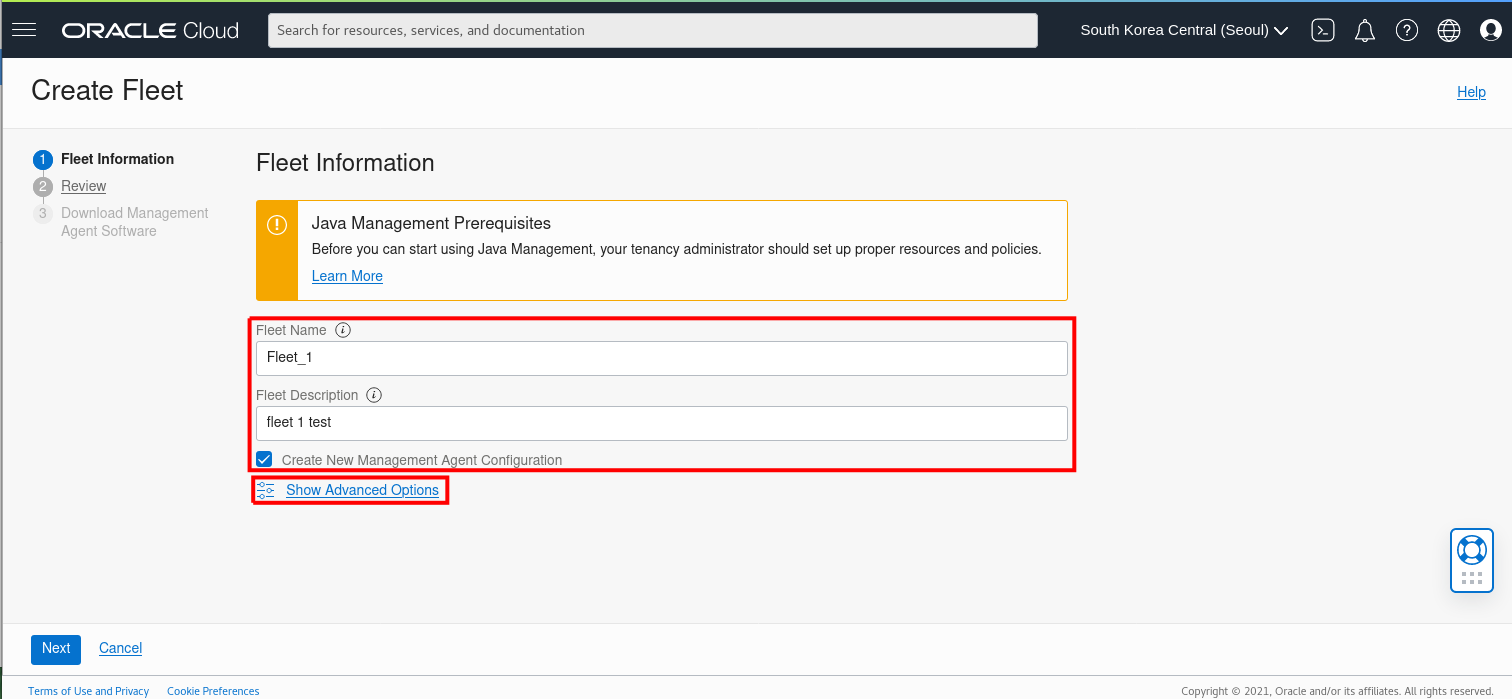 ORACLE Cloud
Search for resources, services, and documentation
South Korea Central (Seoul)
Create Fleet
Help
1 Fleet Information
2 Review
3 Download Management
Agent Software
Fleet Information
Java Management Prerequisites
Before you can start using Java Management, your tenancy administrator should set up proper resources and policies.
Learn More
Fleet Name
Fleet_1
Fleet Description
fleet 1 test
Create New Management Agent Configuration
Show Advanced Options
Next Cancel
Terms of Use and Privacy Cookie Preferences
Copyright © 2021, Oracle and/or its affiliates. All rights reserved.